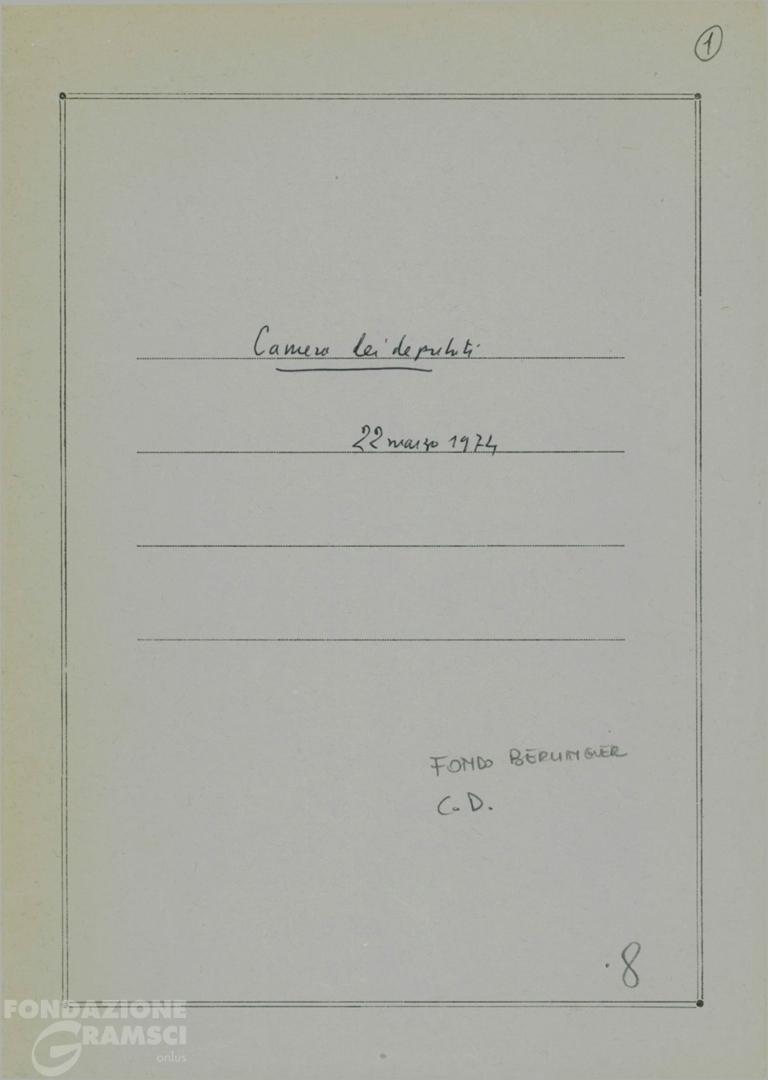 1
Camera dei deputati
22 marzo 1974
FONDO BERLINGUER
C.D.
.8
FONDAZIONE
GRAMSCI
onlus